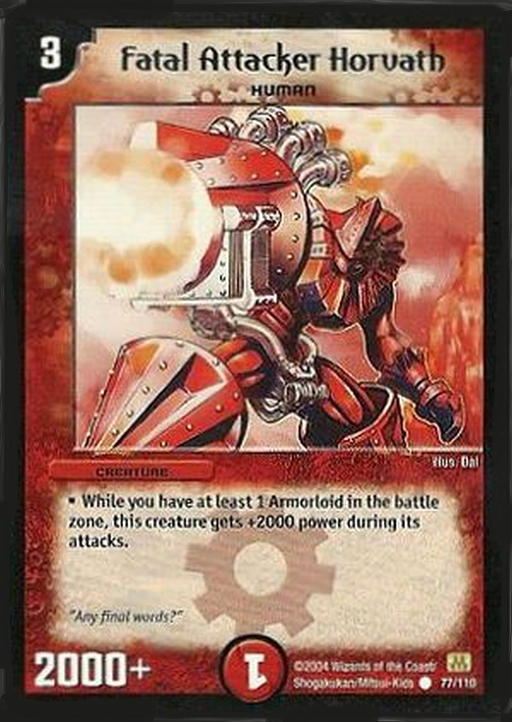 3
Fatal Attacker Horvath
HUMAN
illus. Dai
CREATURE
▪ While you have at least 1 Armorloid in the battle
zone, this creature gets +2000 power during its
attacks.
"Any final words?"
2000+
1
©2004 Wizards of the Coast/
Shogakukan/Mitsui-Kids
77/110